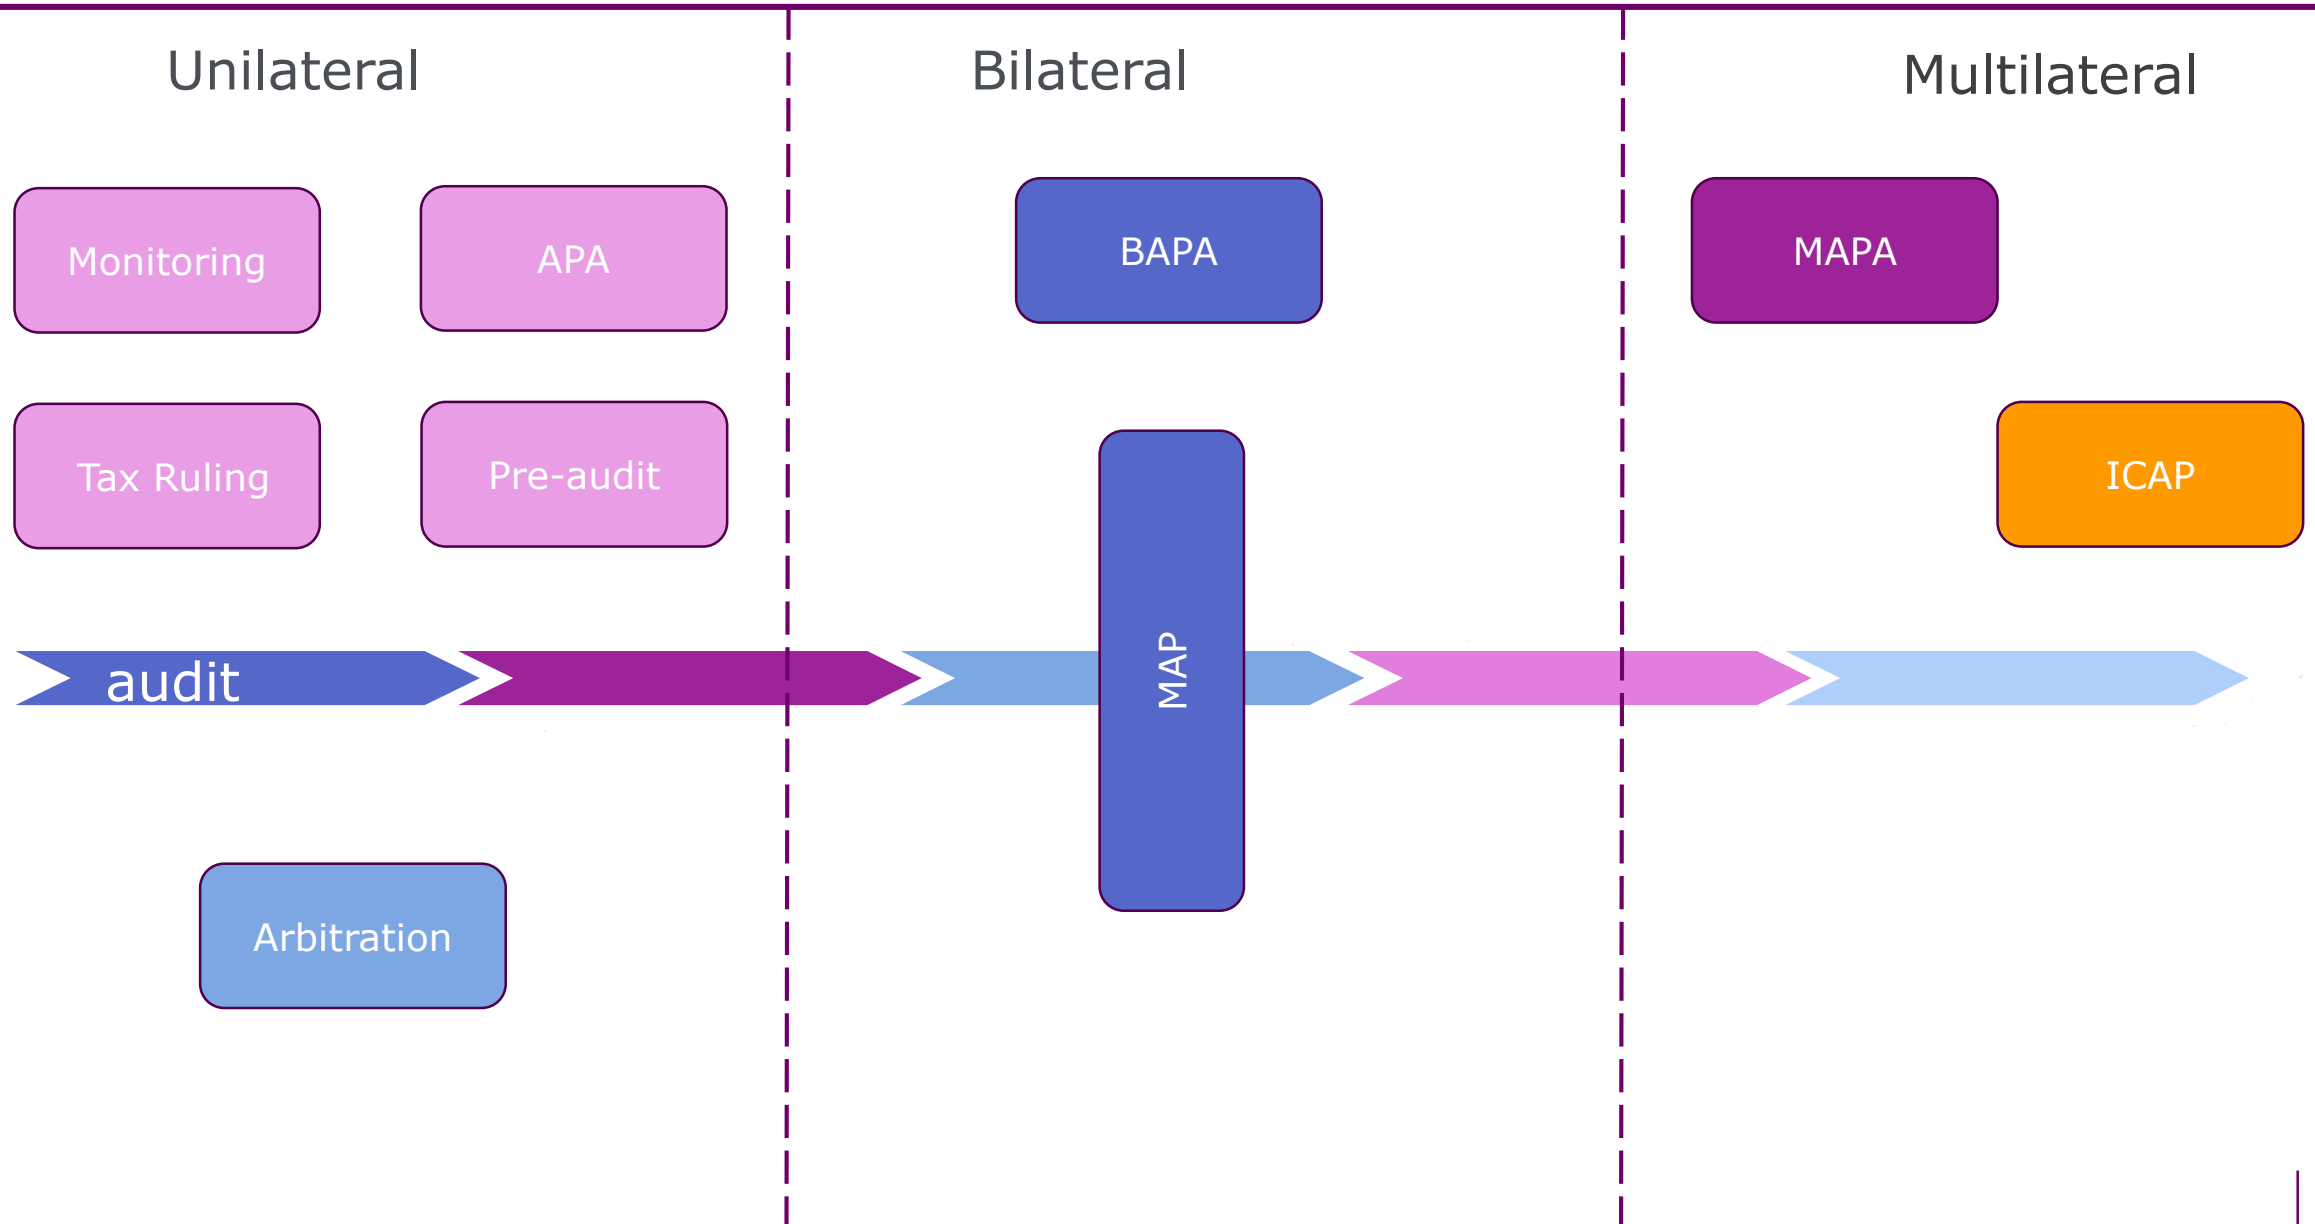 Unilateral
Bilateral
Multilateral
Monitoring
APA
BAPA
MAPA
Tax Ruling
Pre-audit
ICAP
MAP
audit
Arbitration